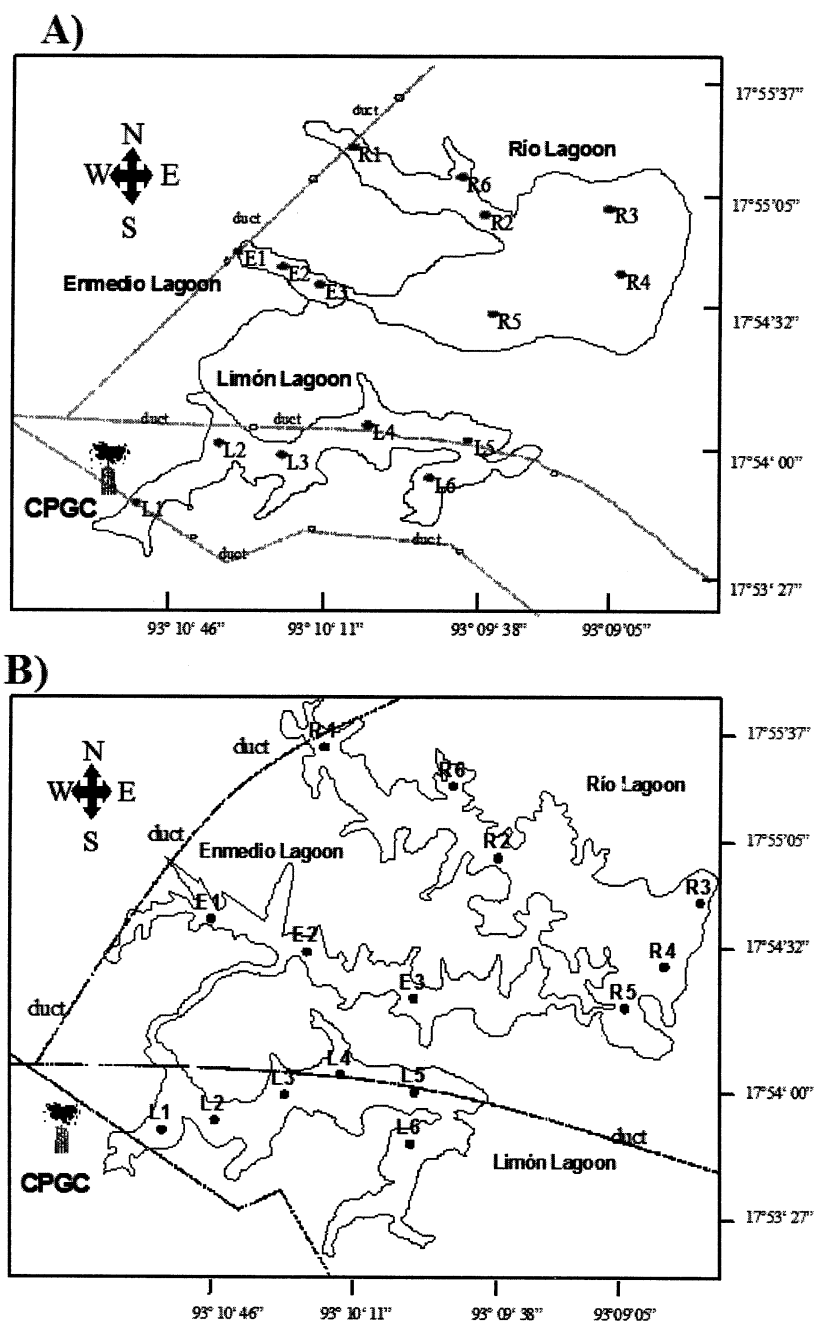 A)
17°55'37"
duct
N
Río Lagoon
R1
W E
R6
17°55'05"
R3
S
R2
duct
E1
Enmedio Lagoon
E2
R4
E3
17°54'32"
R5
Limón Lagoon
duct
duct
L4
L2
L5
L3
17°54'00"
L6
CPGC
L1
duct
duct
17°53'27"
93° 10'46"
93° 10'11"
93° 09'38"
93°09'05"
B)
17°55'37"
R1
duct
N
R6
Río Lagoon
W E
duct
R2
17°55'05"
S
Enmedio Lagoon
R3
E1
E2
17°54'32"
R4
E3
R5
duct
L4
L3
L5
17°54'00"
L1
L2
L6
duct
Limón Lagoon
CPGC
17°53'27"
93° 10'46"
93° 10'11"
93° 09'38"
93°09'05"